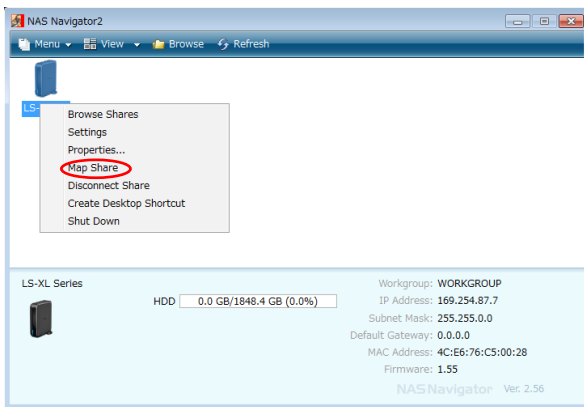 NAS Navigator2
Menu View Browse Refresh
LS-
Browse Shares
Settings
Properties...
Map Share
Disconnect Share
Create Desktop Shortcut
Shut Down
LS-XL Series
HDD 0.0 GB/1848.4 GB (0.0%)
Workgroup: WORKGROUP
IP Address: 169.254.87.7
Subnet Mask: 255.255.0.0
Default Gateway: 0.0.0.0
MAC Address: 4C:E6:76:C5:00:28
Firmware: 1.55
NASNavigator Ver. 2.56